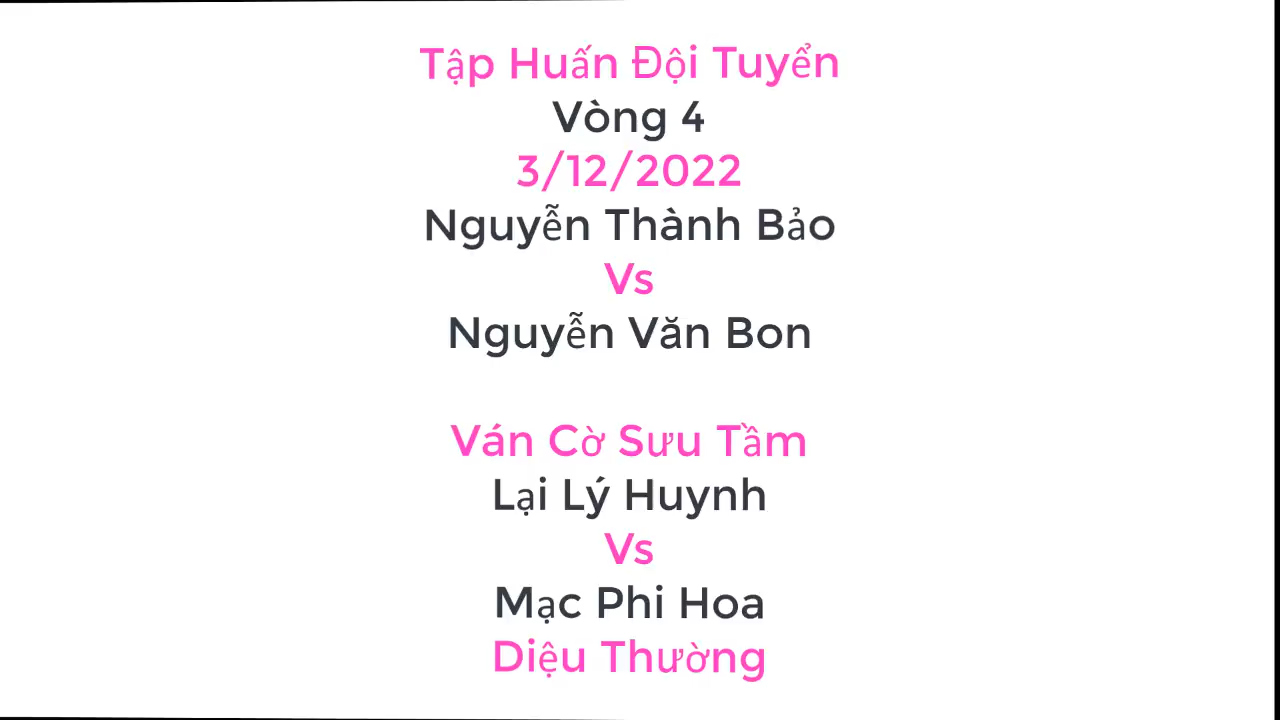 Tập Huấn Đội Tuyển
Vòng 4
3/12/2022
Nguyễn Thành Bảo
Vs
Nguyễn Văn Bon
Ván Cờ Sưu Tầm
Lại Lý Huynh
Vs
Mạc Phi Hoa
Diệu Thường